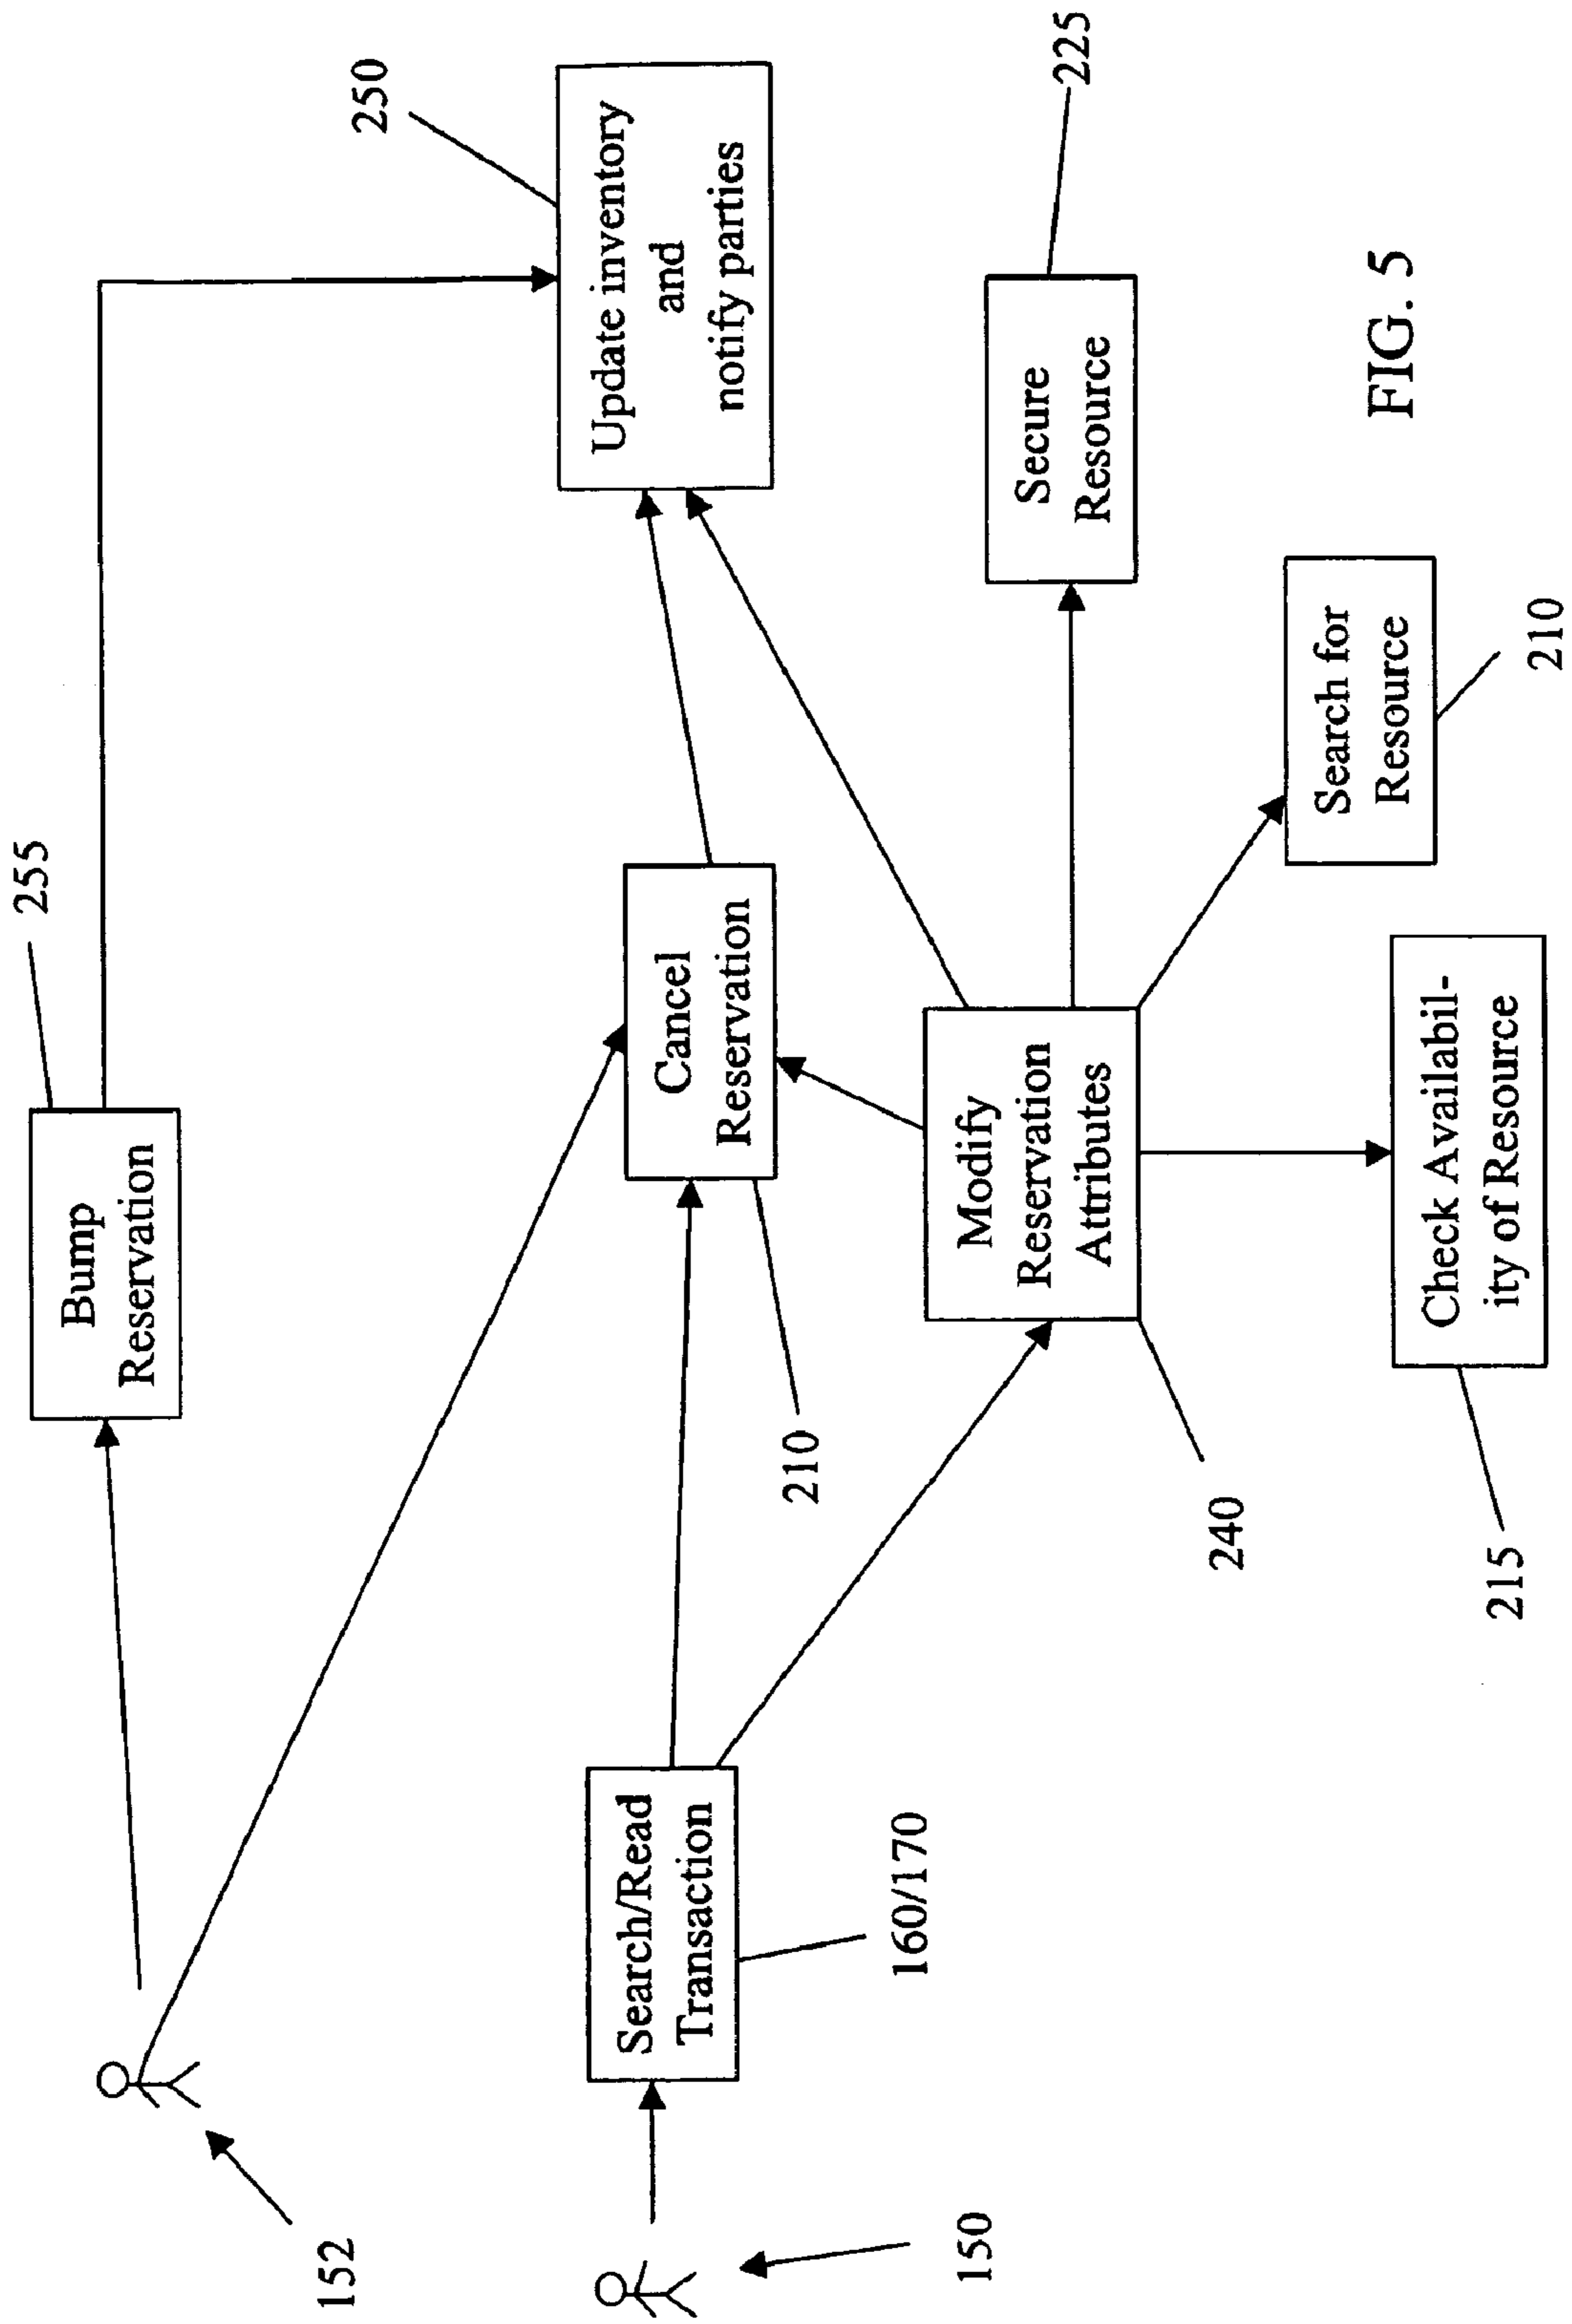 255
Bump
Reservation
250
Update inventory
and
notify parties
152
Cancel
Reservation
210
Search/Read
Transaction
160/170
150
Modify
Reservation
Attributes
240
Secure
Resource
225
Search for
Resource
210
Check Availabil-
ity of Resource
215
FIG. 5